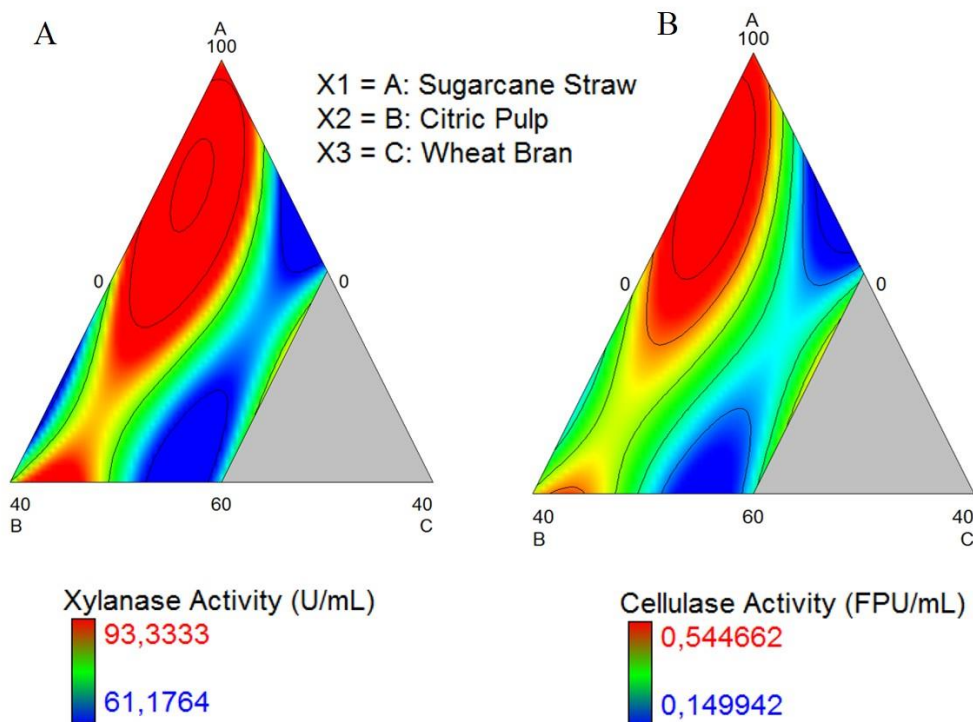 A
A
100
X1 = A: Sugarcane Straw
X2 = B: Citric Pulp
X3 = C: Wheat Bran
0
0
40
60
40
B
C
Xylanase Activity (U/mL)
93,3333
61,1764
B
A
100
0
0
40
60
40
B
C
Cellulase Activity (FPU/mL)
0,544662
0,149942